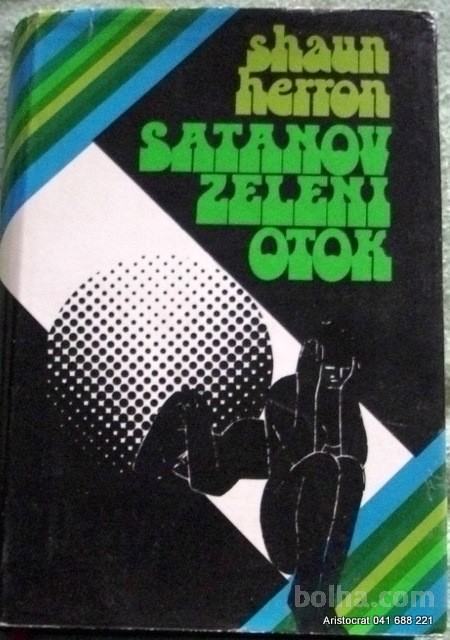 shaun
herron
SATANOV
ZELENI
OTOK
bolha.com
Aristocrat 041 688 221